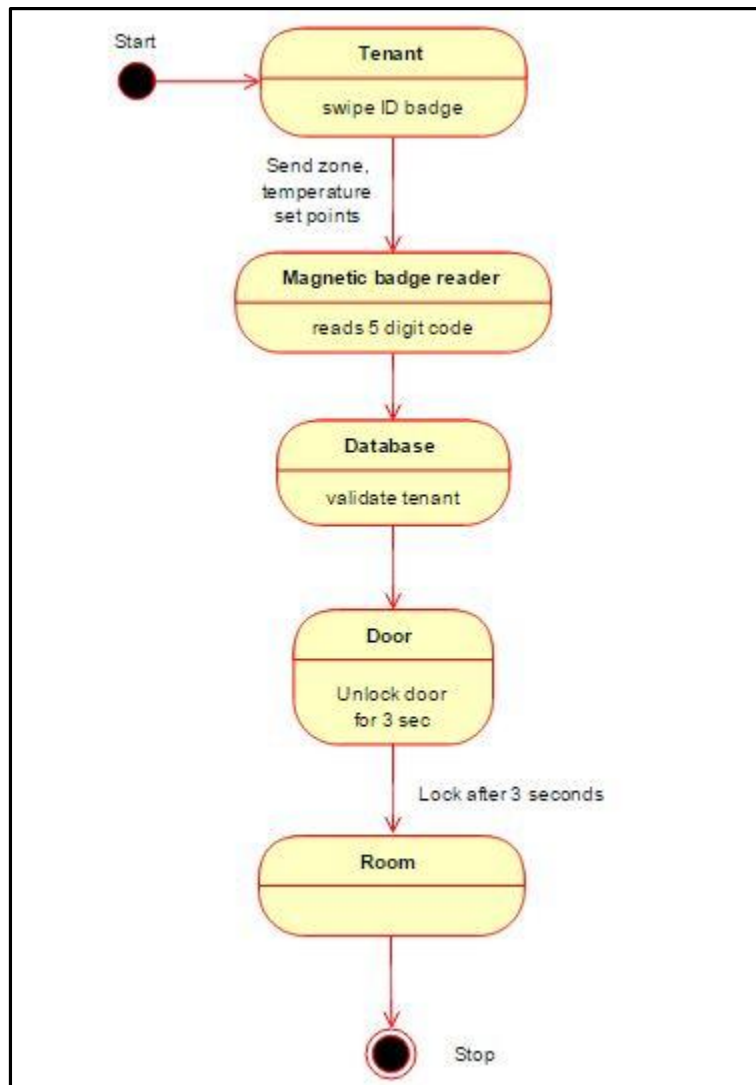 Start
Tenant
swipe ID badge
Send zone,
temperature
set points
Magnetic badge reader
reads 5 digit code
Database
validate tenant
Door
Unlock door
for 3 sec
Lock after 3 seconds
Room
Stop